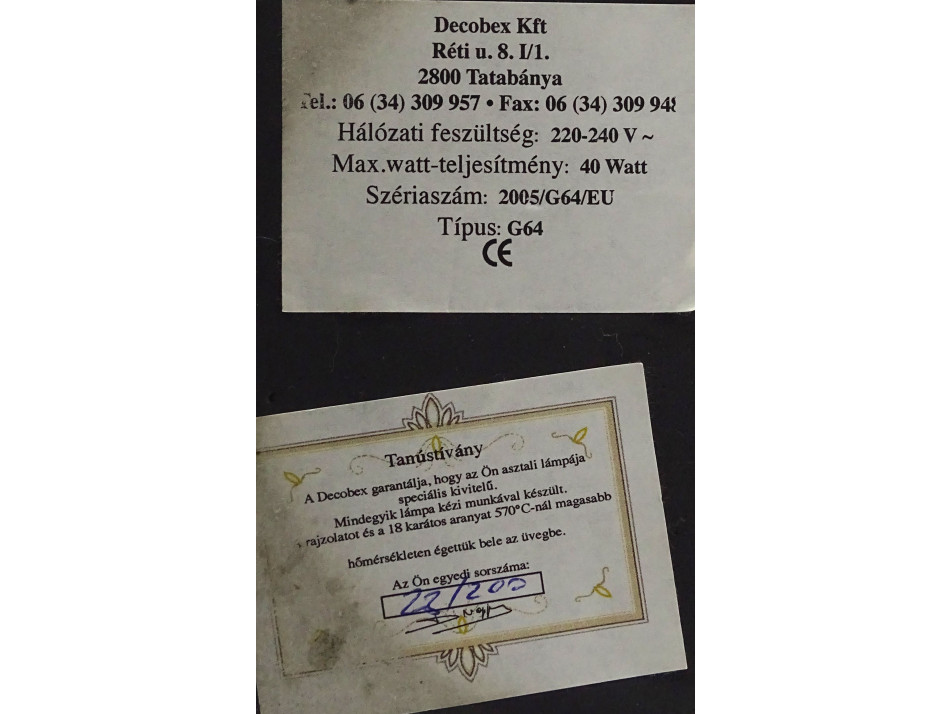 Decobex Kft
Réti u. 8. I/1.
2800 Tatabánya
Tel.: 06 (34) 309 957 • Fax: 06 (34) 309 948
Hálózati feszültség: 220-240 V ~
Max.watt-teljesítmény: 40 Watt
Szériaszám: 2005/G64/EU
Típus: G64
CE
Tanústívány
A Decobex garantálja, hogy az Ön asztali lámpája
speciális kivitelű.
Mindegyik lámpa kézi munkával készült.
rajzolatot és a 18 karátos aranyat 570°C-nál magasabb
hőmérsékleten égettük bele az üvegbe.
Az Ön egyedi sorszáma:
22/200